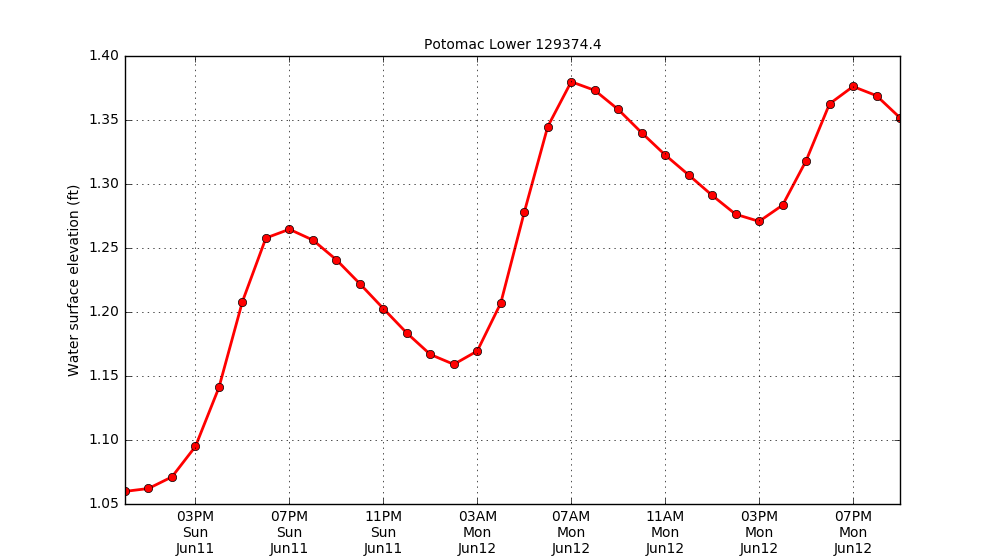 Potomac Lower 129374.4
Water surface elevation (ft)
1.40
1.35
1.30
1.25
1.20
1.15
1.10
1.05
03PM 07PM 11PM 03AM 07AM 11AM 03PM 07PM
Sun Sun Sun Mon Mon Mon Mon Mon
Jun11 Jun11 Jun11 Jun12 Jun12 Jun12 Jun12 Jun12